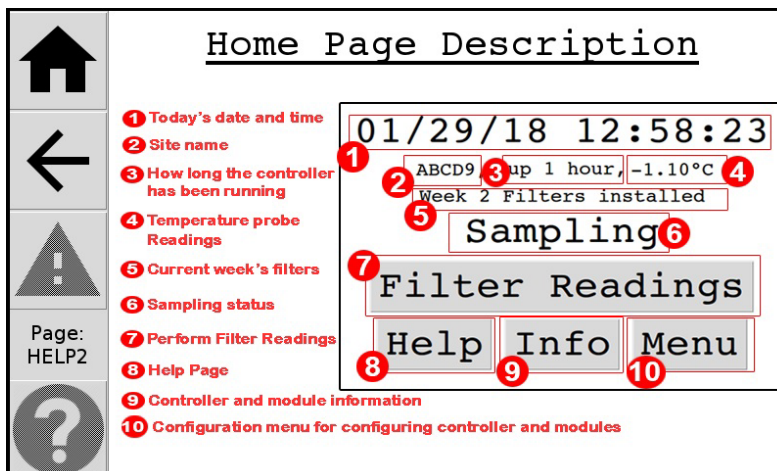 Home Page Description
1 Today's date and time
2 Site name
3 How long the controller
has been running
4 Temperature probe
Readings
5 Current week's filters
6 Sampling status
7 Perform Filter Readings
8 Help Page
9 Controller and module information
10 Configuration menu for configuring controller and modules
01/29/18 12:58:23
1
ABCD9, up 1 hour, -1.10°C
2 3 4
Week 2 Filters installed
5
Sampling
6
7
Filter Readings
Help Info Menu
8 9 10
Page:
HELP2